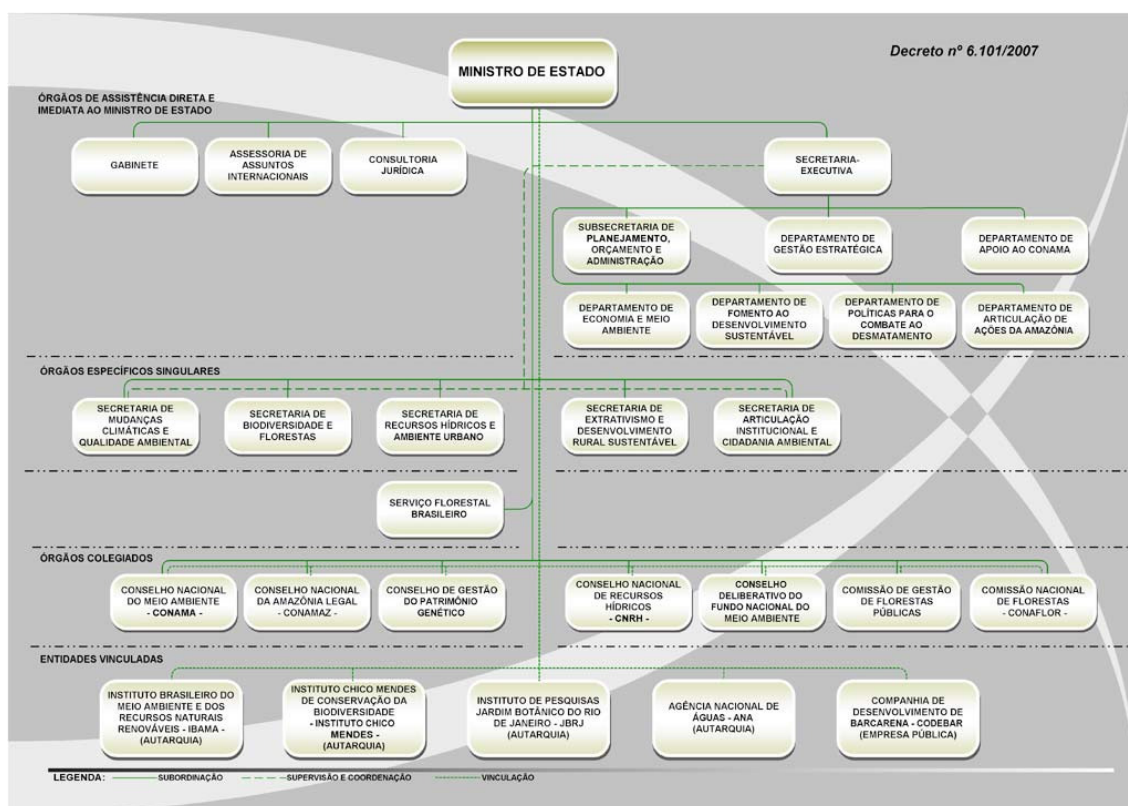 MINISTRO DE ESTADO
Decreto nº 6.101/2007
ÓRGÃOS DE ASSISTÊNCIA DIRETA E
IMEDIATA AO MINISTRO DE ESTADO
GABINETE
ASSESSORIA DE
ASSUNTOS
INTERNACIONAIS
CONSULTORIA
JURÍDICA
SECRETARIA-
EXECUTIVA
SUBSECRETARIA DE
PLANEJAMENTO,
ORÇAMENTO E
ADMINISTRAÇÃO
DEPARTAMENTO DE
GESTÃO ESTRATÉGICA
DEPARTAMENTO DE
APOIO AO CONAMA
DEPARTAMENTO DE
ECONOMIA E MEIO
AMBIENTE
DEPARTAMENTO DE
FOMENTO AO
DESENVOLVIMENTO
SUSTENTÁVEL
DEPARTAMENTO DE
POLÍTICAS PARA O
COMBATE AO
DESMATAMENTO
DEPARTAMENTO DE
ARTICULAÇÃO DE
AÇÕES DA AMAZÔNIA
ÓRGÃOS ESPECÍFICOS SINGULARES
SECRETARIA DE
MUDANÇAS
CLIMÁTICAS E
QUALIDADE AMBIENTAL
SECRETARIA DE
BIODIVERSIDADE E
FLORESTAS
SECRETARIA DE
RECURSOS HÍDRICOS E
AMBIENTE URBANO
SECRETARIA DE
EXTRATIVISMO E
DESENVOLVIMENTO
RURAL SUSTENTÁVEL
SECRETARIA DE
ARTICULAÇÃO
INSTITUCIONAL E
CIDADANIA AMBIENTAL
SERVIÇO FLORESTAL
BRASILEIRO
ÓRGÃOS COLEGIADOS
CONSELHO NACIONAL
DO MEIO AMBIENTE
- CONAMA -
CONSELHO NACIONAL
DA AMAZÔNIA LEGAL
- CONAMAZ -
CONSELHO DE GESTÃO
DO PATRIMÔNIO
GENÉTICO
CONSELHO NACIONAL
DE RECURSOS
HÍDRICOS
- CNRH -
CONSELHO
DELIBERATIVO DO
FUNDO NACIONAL DO
MEIO AMBIENTE
COMISSÃO DE GESTÃO
DE FLORESTAS
PÚBLICAS
COMISSÃO NACIONAL
DE FLORESTAS
- CONAFLOR -
ENTIDADES VINCULADAS
INSTITUTO BRASILEIRO DO
MEIO AMBIENTE E DOS
RECURSOS NATURAIS
RENOVÁVEIS - IBAMA -
(AUTARQUIA)
INSTITUTO CHICO MENDES
DE CONSERVAÇÃO DA
BIODIVERSIDADE
- INSTITUTO CHICO
MENDES -
(AUTARQUIA)
INSTITUTO DE PESQUISAS
JARDIM BOTÂNICO DO RIO
DE JANEIRO - JBRJ
(AUTARQUIA)
AGÊNCIA NACIONAL DE
ÁGUAS - ANA
(AUTARQUIA)
COMPANHIA DE
DESENVOLVIMENTO DE
BARCARENA - CODEBAR
(EMPRESA PÚBLICA)
LEGENDA: SUBORDINAÇÃO SUPERVISÃO E COORDENAÇÃO VINCULAÇÃO